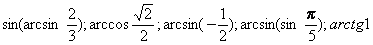 sin(arcsin 2/3); arccos √2/2; arcsin(−1/2); arcsin(sin π/5); arctg1